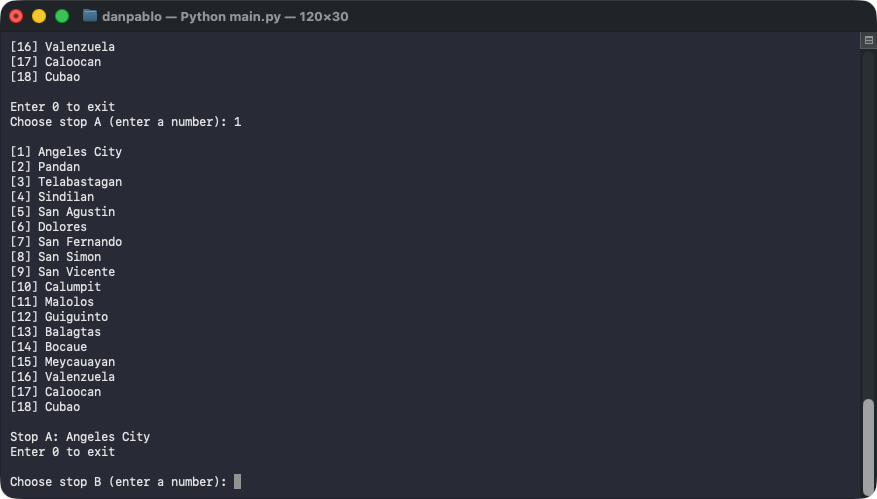 danpablo — Python main.py — 120×30
[16] Valenzuela
[17] Caloocan
[18] Cubao
Enter 0 to exit
Choose stop A (enter a number): 1
[1] Angeles City
[2] Pandan
[3] Telabastagan
[4] Sindilan
[5] San Agustin
[6] Dolores
[7] San Fernando
[8] San Simon
[9] San Vicente
[10] Calumpit
[11] Malolos
[12] Guiguinto
[13] Balagtas
[14] Bocaue
[15] Meycauayan
[16] Valenzuela
[17] Caloocan
[18] Cubao
Stop A: Angeles City
Enter 0 to exit
Choose stop B (enter a number):